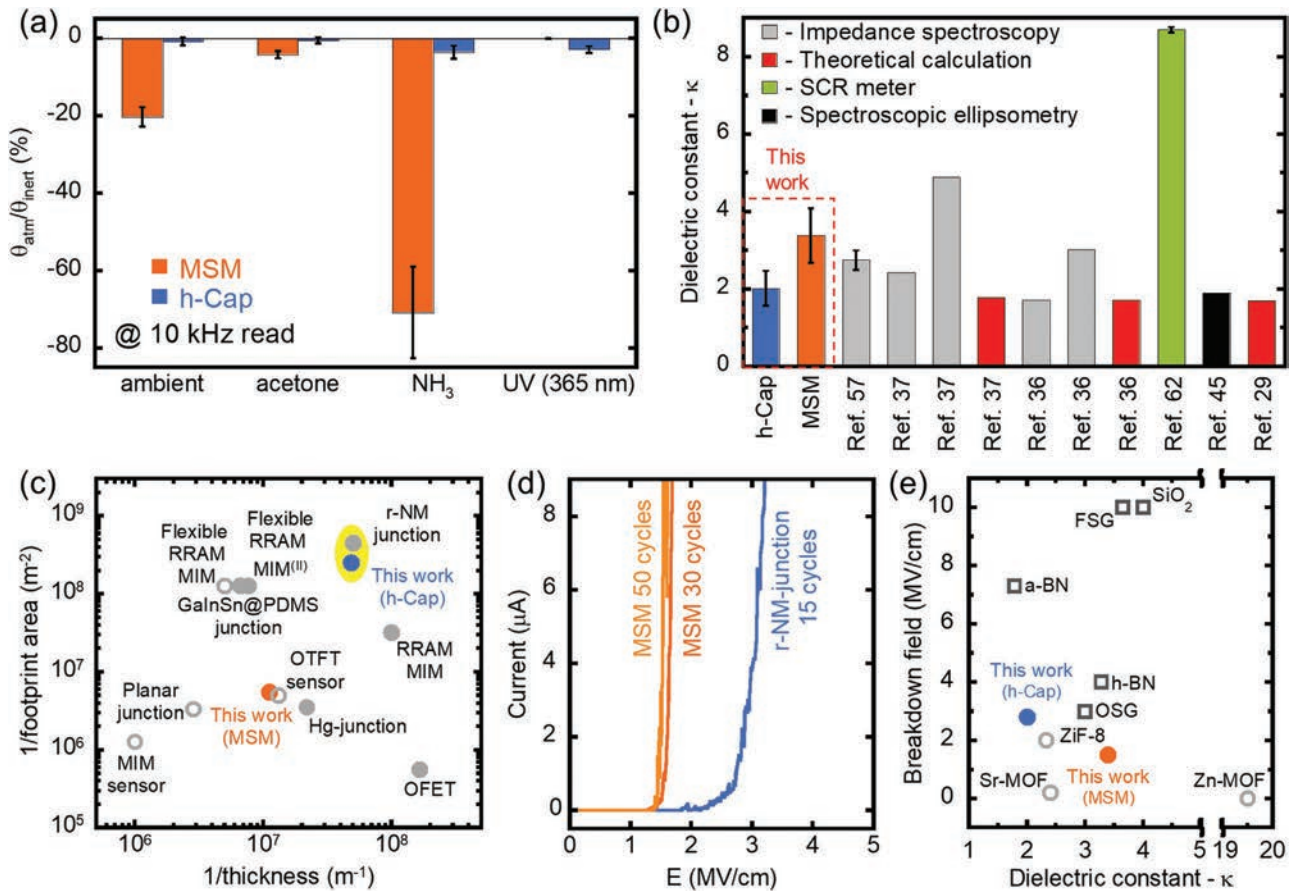 (a)
0
-20
-40
-60
-80
θatm/θinert (%)
MSM
h-Cap
@ 10 kHz read
ambient
acetone
NH₃
UV (365 nm)
(b)
8
6
4
2
0
Dielectric constant - κ
- Impedance spectroscopy
- Theoretical calculation
- SCR meter
- Spectroscopic ellipsometry
This
work
h-Cap
MSM
Ref. 57
Ref. 37
Ref. 37
Ref. 37
Ref. 36
Ref. 36
Ref. 36
Ref. 62
Ref. 45
Ref. 29
(c)
10⁹
10⁸
10⁷
10⁶
10⁵
1/footprint area (m⁻²)
Flexible
RRAM
MIM
Flexible
RRAM
MIM⁽ᴵᴵ⁾
r-NM
junction
This work
(h-Cap)
GaInSn@PDMS
junction
RRAM
MIM
OTFT
sensor
Planar
junction
This work
(MSM)
Hg-junction
MIM
sensor
OFET
10⁶
10⁷
10⁸
1/thickness (m⁻¹)
(d)
8
6
4
2
0
Current (μA)
MSM 50 cycles
MSM 30 cycles
r-NM-junction
15 cycles
0
1
2
3
4
5
E (MV/cm)
(e)
10
8
6
4
2
0
Breakdown field (MV/cm)
SiO₂
FSG
a-BN
This work
(h-Cap)
h-BN
OSG
ZiF-8
Sr-MOF
This work
(MSM)
Zn-MOF
1
2
3
4
5
19
20
Dielectric constant - κ